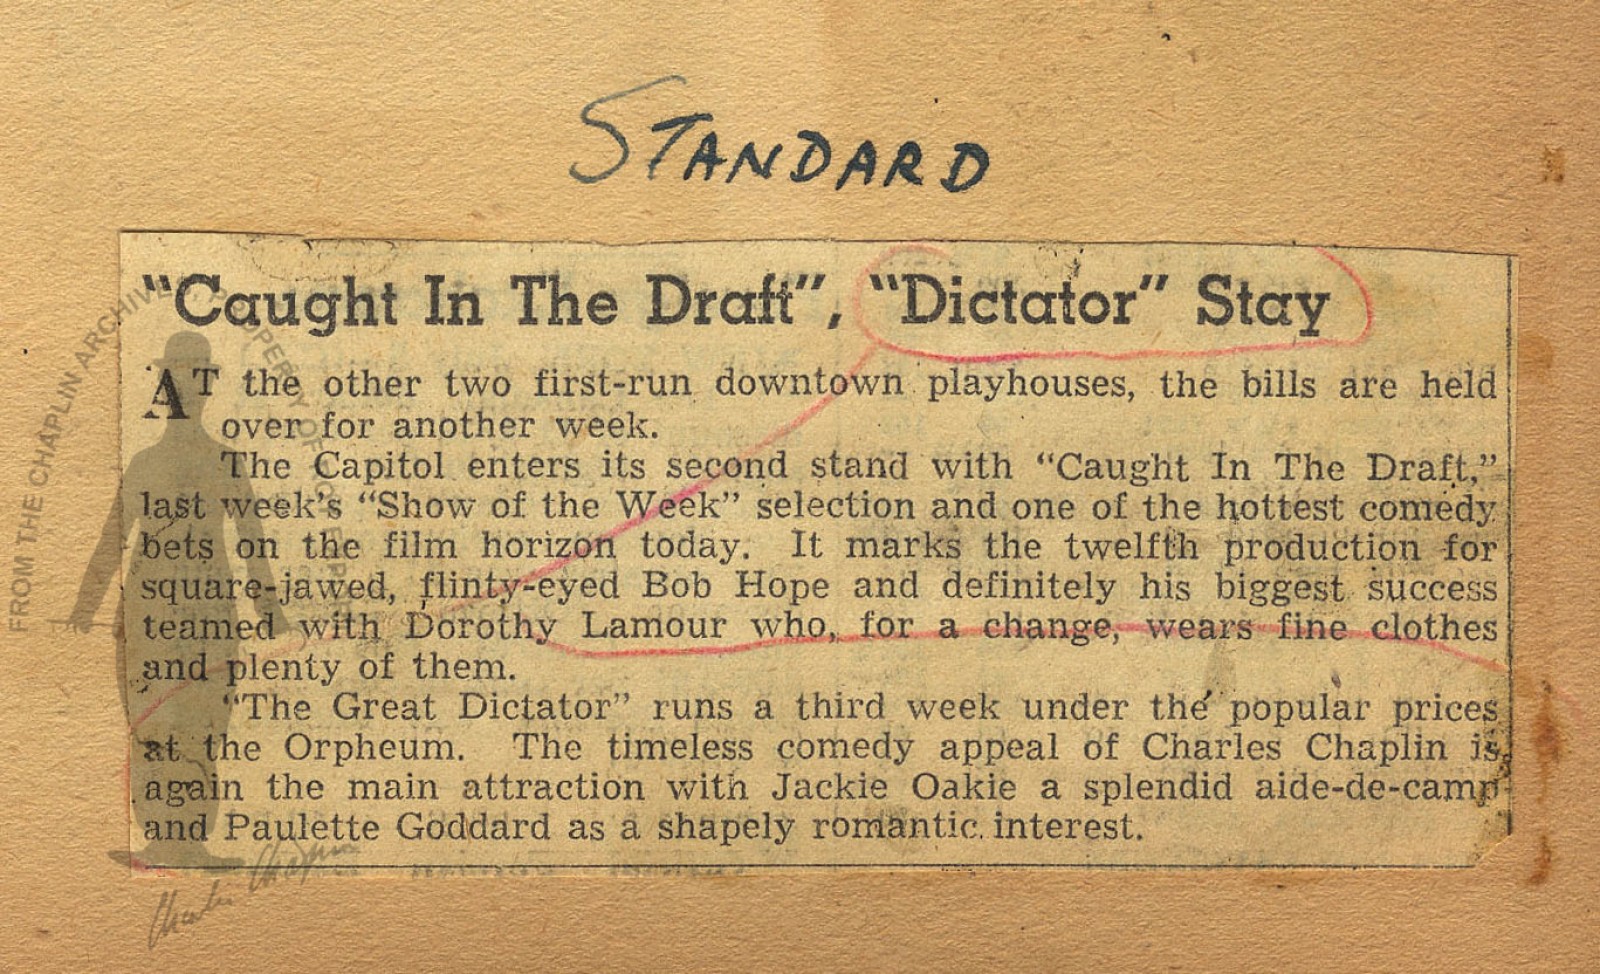 STANDARD
"Caught In The Draft", "Dictator" Stay
AT the other two first-run downtown playhouses, the bills are held
over for another week.
The Capitol enters its second stand with "Caught In The Draft,"
last week's "Show of the Week" selection and one of the hottest comedy
bets on the film horizon today. It marks the twelfth production for
square-jawed, flinty-eyed Bob Hope and definitely his biggest success
teamed with Dorothy Lamour who, for a change, wears fine clothes
and plenty of them.
"The Great Dictator" runs a third week under the popular prices
at the Orpheum. The timeless comedy appeal of Charles Chaplin is
again the main attraction with Jackie Oakie a splendid aide-de-camp
and Paulette Goddard as a shapely romantic interest.
FROM THE CHAPLIN ARCHIVE
PROPERTY OF
Charlie Chaplin